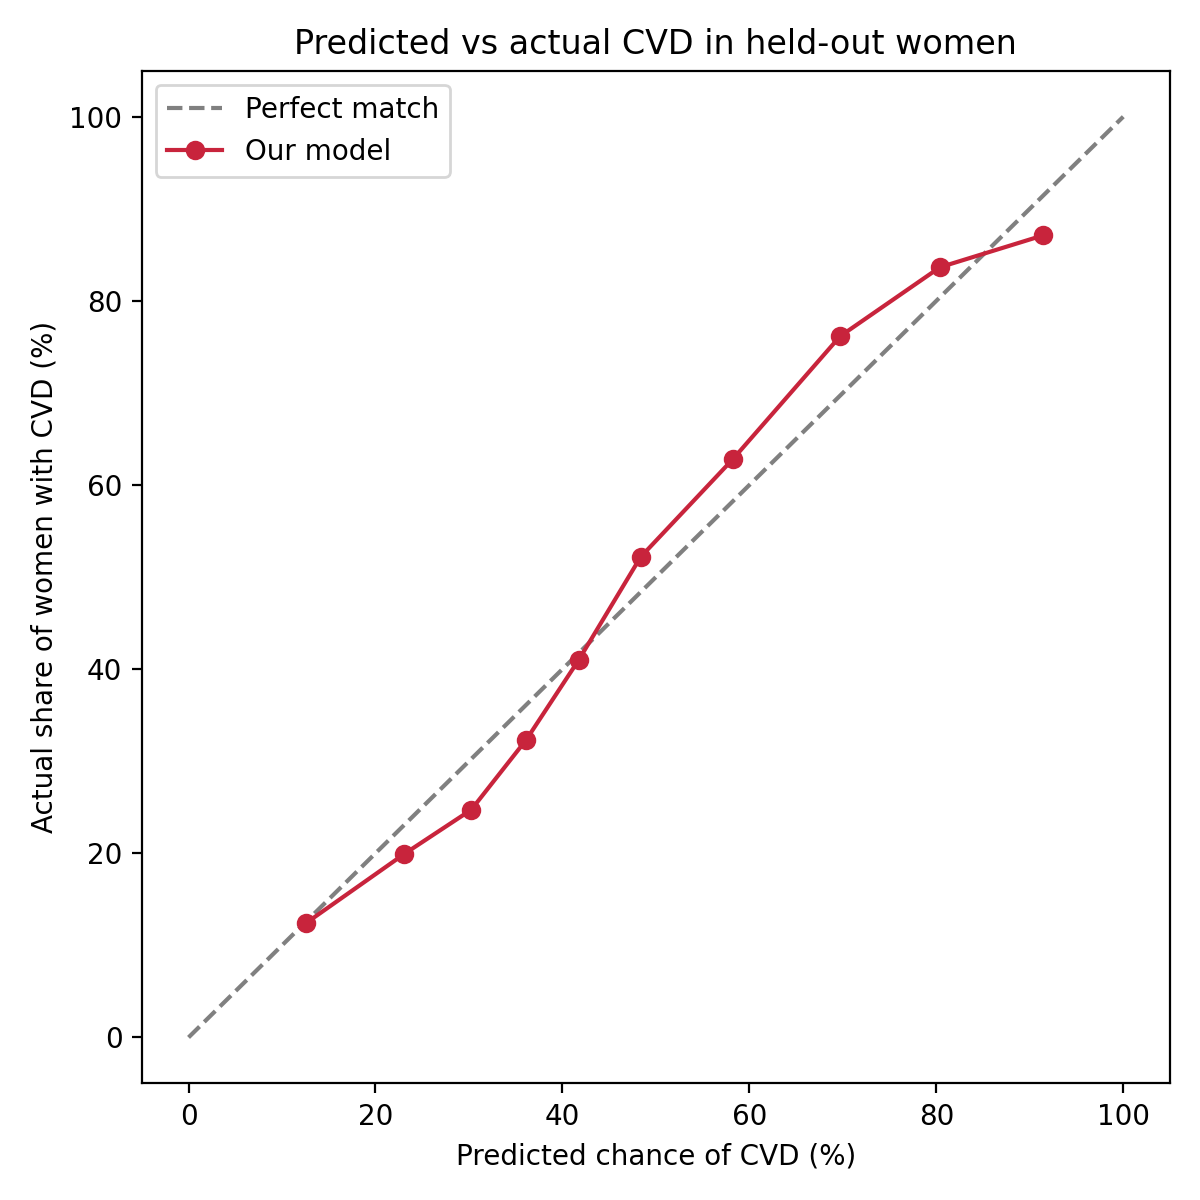 Predicted vs actual CVD in held-out women
Perfect match
Our model
100
80
60
40
20
0
Actual share of women with CVD (%)
0 20 40 60 80 100
Predicted chance of CVD (%)